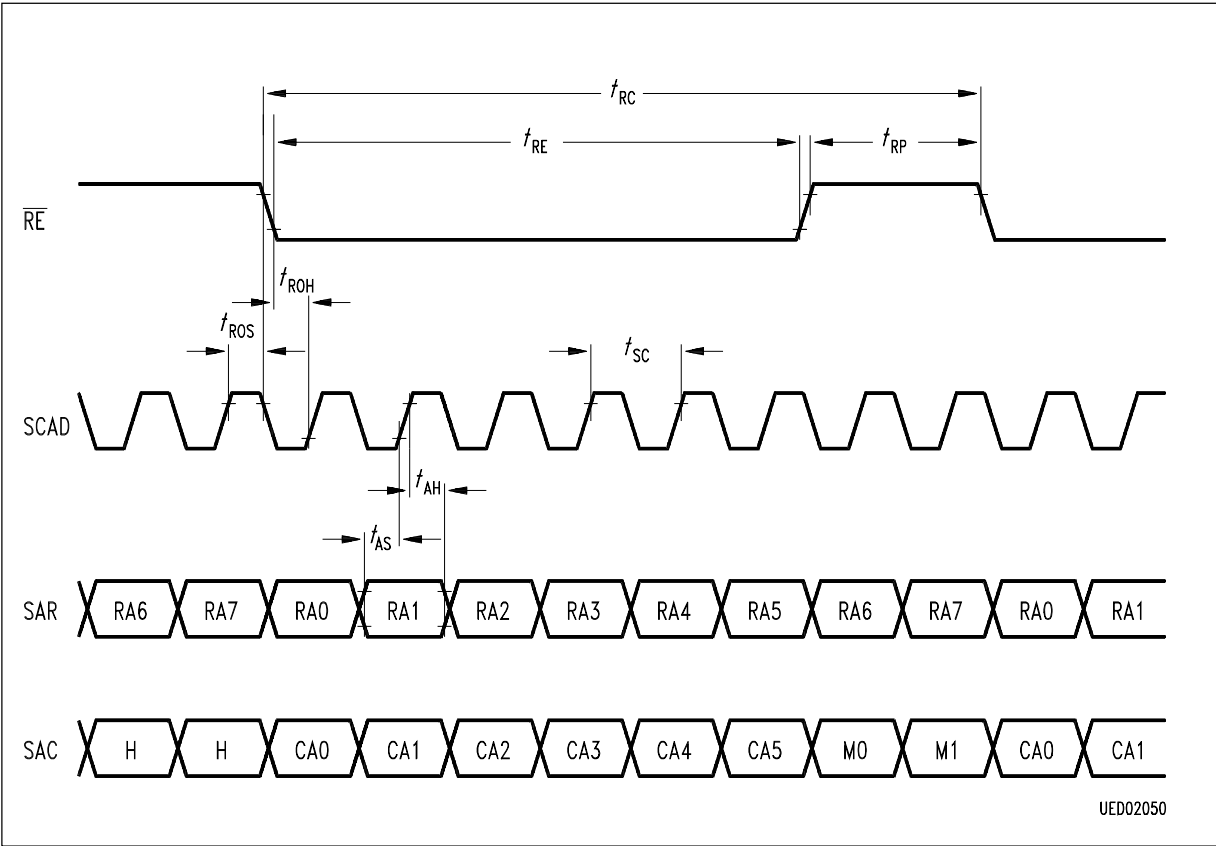 tRC
tRE
tRP
RE
tROH
tROS
tSC
SCAD
tAH
tAS
SAR RA6 RA7 RA0 RA1 RA2 RA3 RA4 RA5 RA6 RA7 RA0 RA1
SAC H H CA0 CA1 CA2 CA3 CA4 CA5 M0 M1 CA0 CA1
UED02050